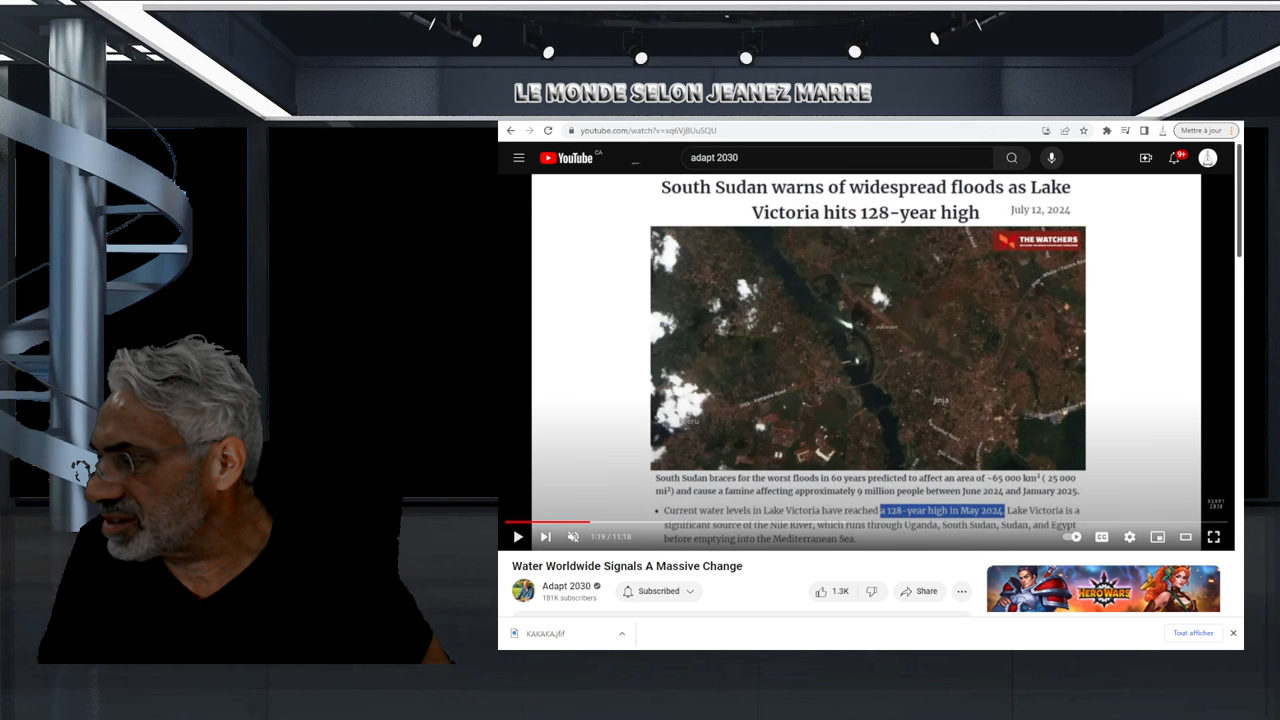 LE MONDE SELON JEANEZ MARRE
youtube.com/watch?v=xq6VjBUuSQU
Mettre à jour
YouTube CA
adapt 2030
9+
South Sudan warns of widespread floods as Lake
Victoria hits 128-year high
July 12, 2024
THE WATCHERS
Jinja
South Sudan braces for the worst floods in 60 years predicted to affect an area of ~65 000 km² ( 25 000
mi²) and cause a famine affecting approximately 9 million people between June 2024 and January 2025.
• Current water levels in Lake Victoria have reached a 128-year high in May 2024. Lake Victoria is a
significant source of the Nile River, which runs through Uganda, South Sudan, Sudan, and Egypt
before emptying into the Mediterranean Sea.
ADAPT
2030
1:19 / 11:18
CC
Water Worldwide Signals A Massive Change
Adapt 2030
181K subscribers
Subscribed
1.3K
Share
HERO WARS
KAKAKA.jfif
Tout afficher